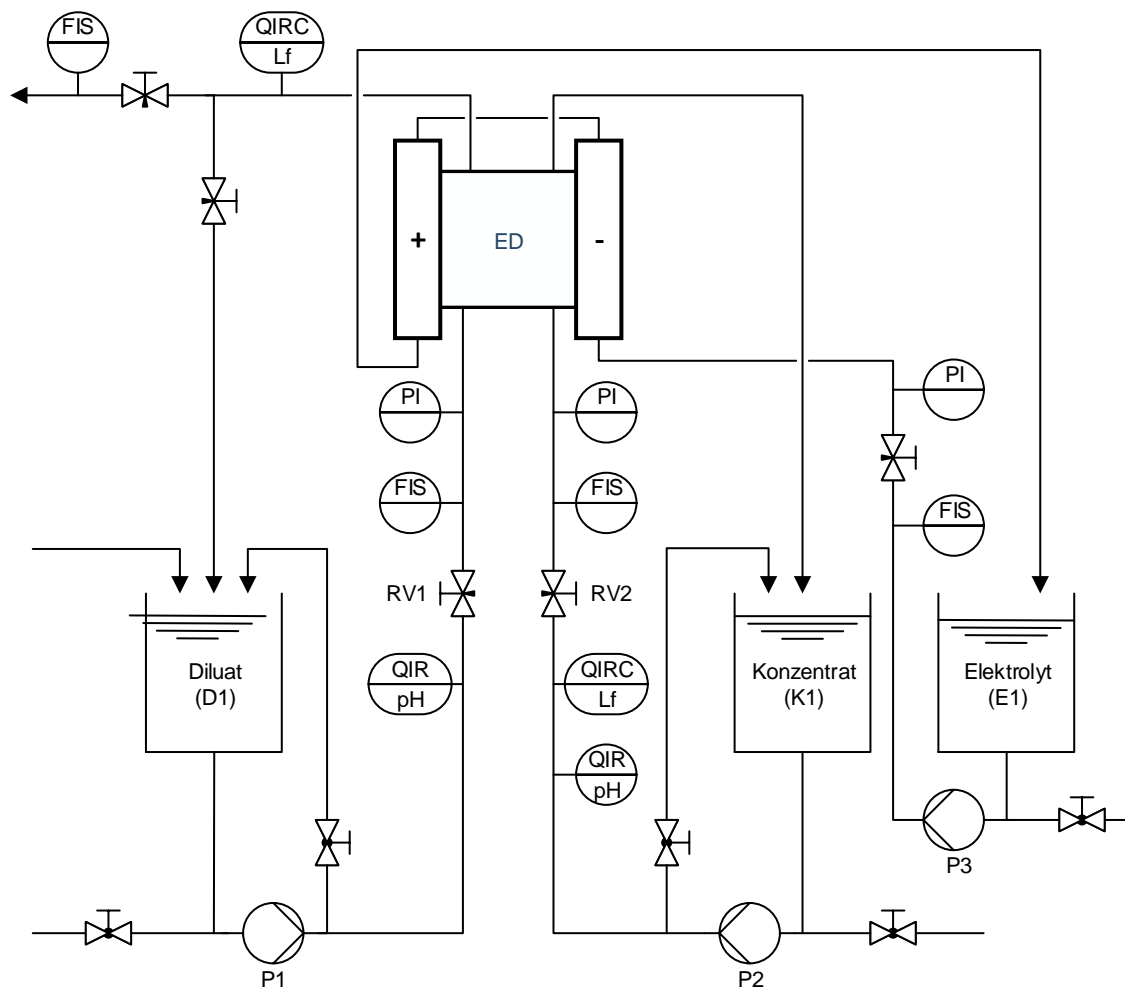 FIS
QIRC
Lf
+
ED
-
PI
PI
PI
FIS
FIS
FIS
RV1
RV2
Diluat
(D1)
QIR
pH
QIRC
Lf
Konzentrat
(K1)
Elektrolyt
(E1)
QIR
pH
P3
P1
P2